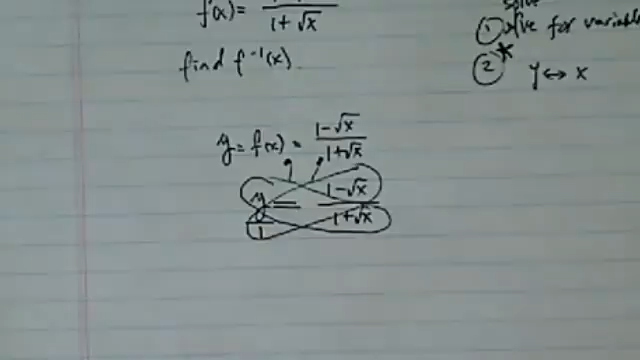 f(x) = 1 + √x
① solve for variable
find f⁻¹(x)
②* y ↔ x
y = f(x) = 1-√x / 1+√x
y/1 = 1-√x / 1+√x